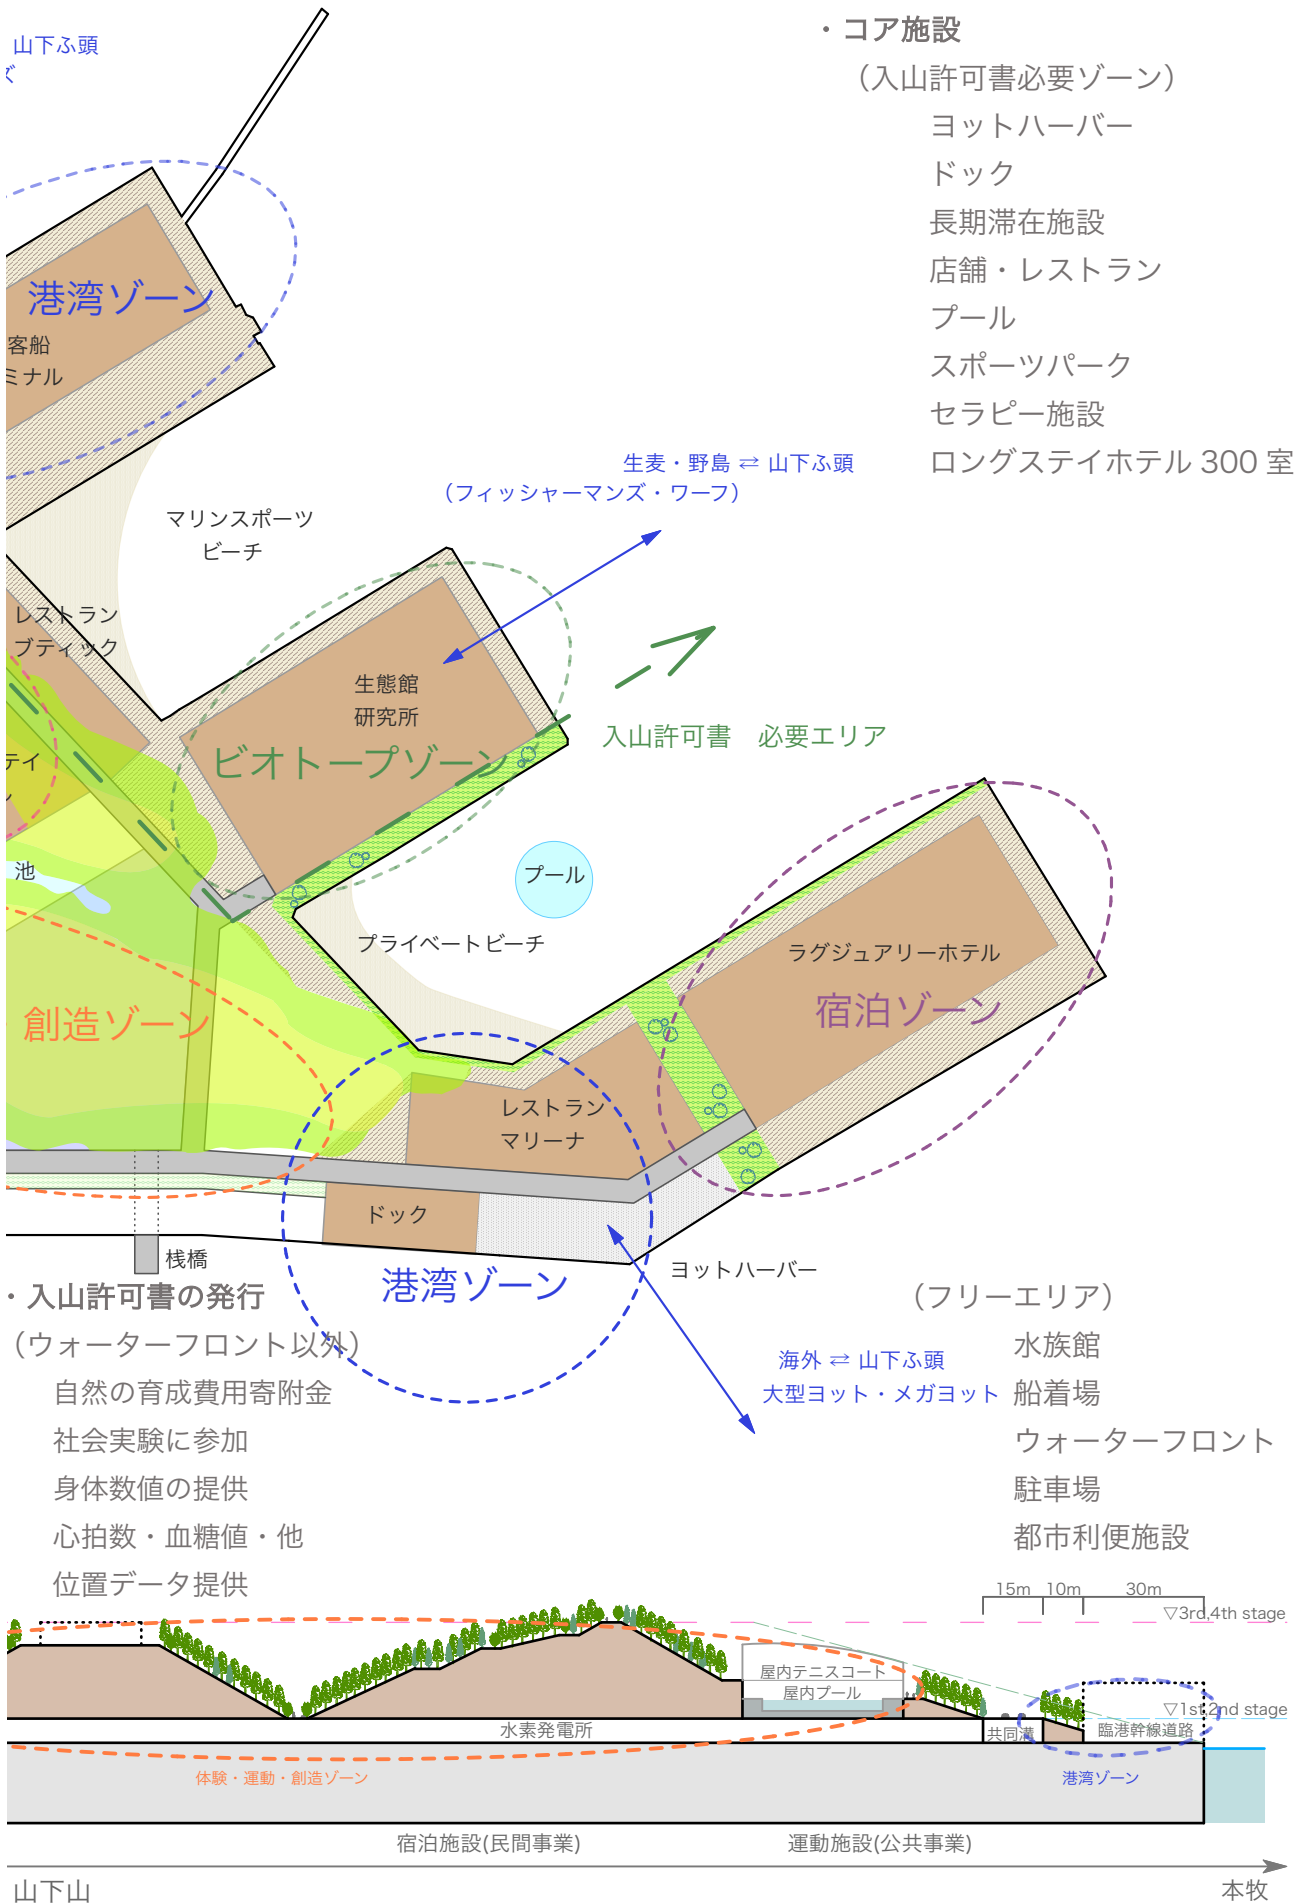 山下ふ頭
ズ
・コア施設
（入山許可書必要ゾーン）
ヨットハーバー
ドック
長期滞在施設
店舗・レストラン
プール
スポーツパーク
セラピー施設
ロングステイホテル 300 室
港湾ゾーン
客船
ミナル
生麦・野島 ⇄ 山下ふ頭
（フィッシャーマンズ・ワーフ）
マリンスポーツ
ビーチ
レストラン
ブティック
生態館
研究所
ビオトープゾーン
入山許可書　必要エリア
テイ
ル
池
プール
プライベートビーチ
ラグジュアリーホテル
宿泊ゾーン
創造ゾーン
レストラン
マリーナ
ドック
桟橋
ヨットハーバー
港湾ゾーン
海外 ⇄ 山下ふ頭
大型ヨット・メガヨット
・入山許可書の発行
（ウォーターフロント以外）
自然の育成費用寄附金
社会実験に参加
身体数値の提供
心拍数・血糖値・他
位置データ提供
（フリーエリア）
水族館
船着場
ウォーターフロント
駐車場
都市利便施設
15m 10m 30m
▽3rd,4th stage
屋内テニスコート
屋内プール
▽1st,2nd stage
水素発電所
共同溝
臨港幹線道路
体験・運動・創造ゾーン
港湾ゾーン
宿泊施設(民間事業)
運動施設(公共事業)
山下山
本牧